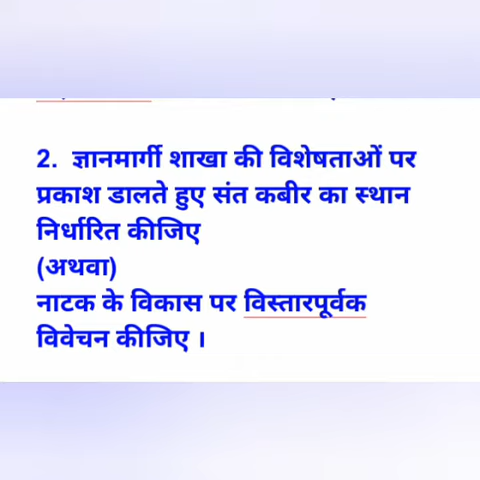 2. ज्ञानमार्गी शाखा की विशेषताओं पर
प्रकाश डालते हुए संत कबीर का स्थान
निर्धारित कीजिए
(अथवा)
नाटक के विकास पर विस्तारपूर्वक
विवेचन कीजिए ।